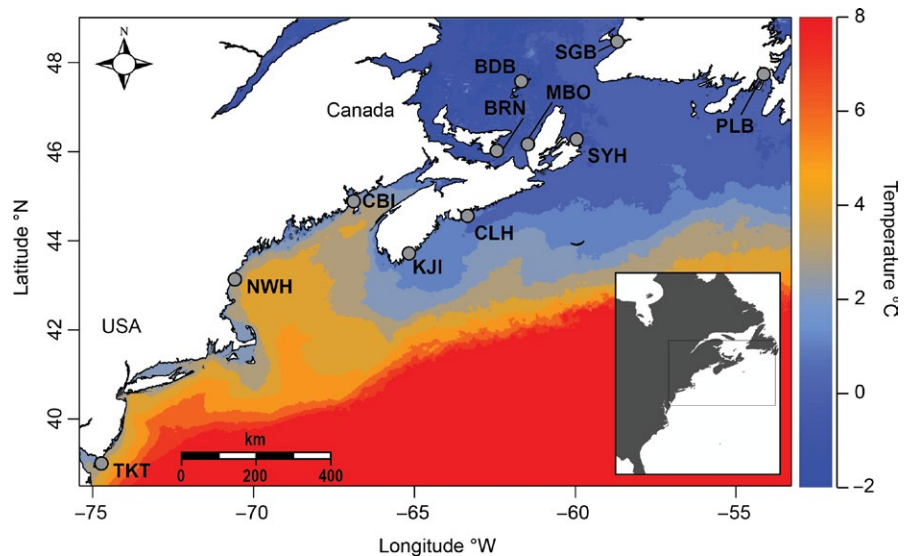 N
Canada
USA
SGB
BDB
MBO
BRN
PLB
SYH
CBI
CLH
KJI
NWH
TKT
km
0 200 400
48
46
44
42
40
Latitude °N
−75 −70 −65 −60 −55
Longitude °W
8
6
4
2
0
−2
Temperature °C